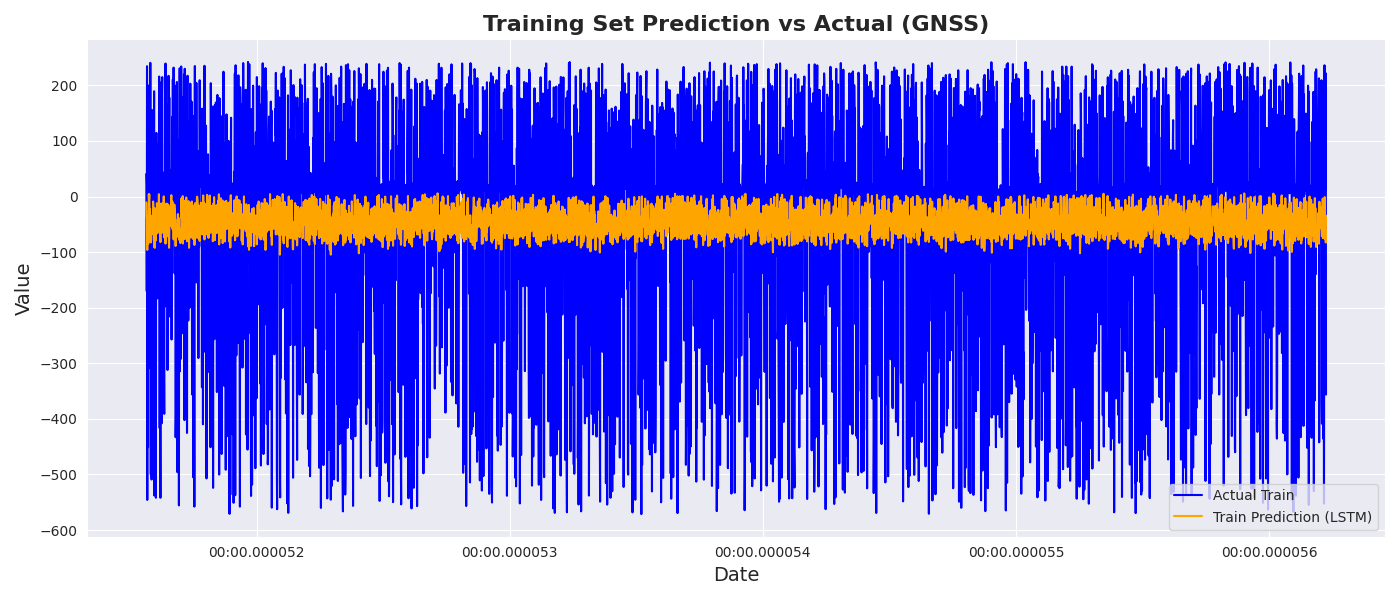 Training Set Prediction vs Actual (GNSS)
Value
200
100
0
−100
−200
−300
−400
−500
−600
00:00.000052 00:00.000053 00:00.000054 00:00.000055 00:00.000056
Date
Actual Train
Train Prediction (LSTM)